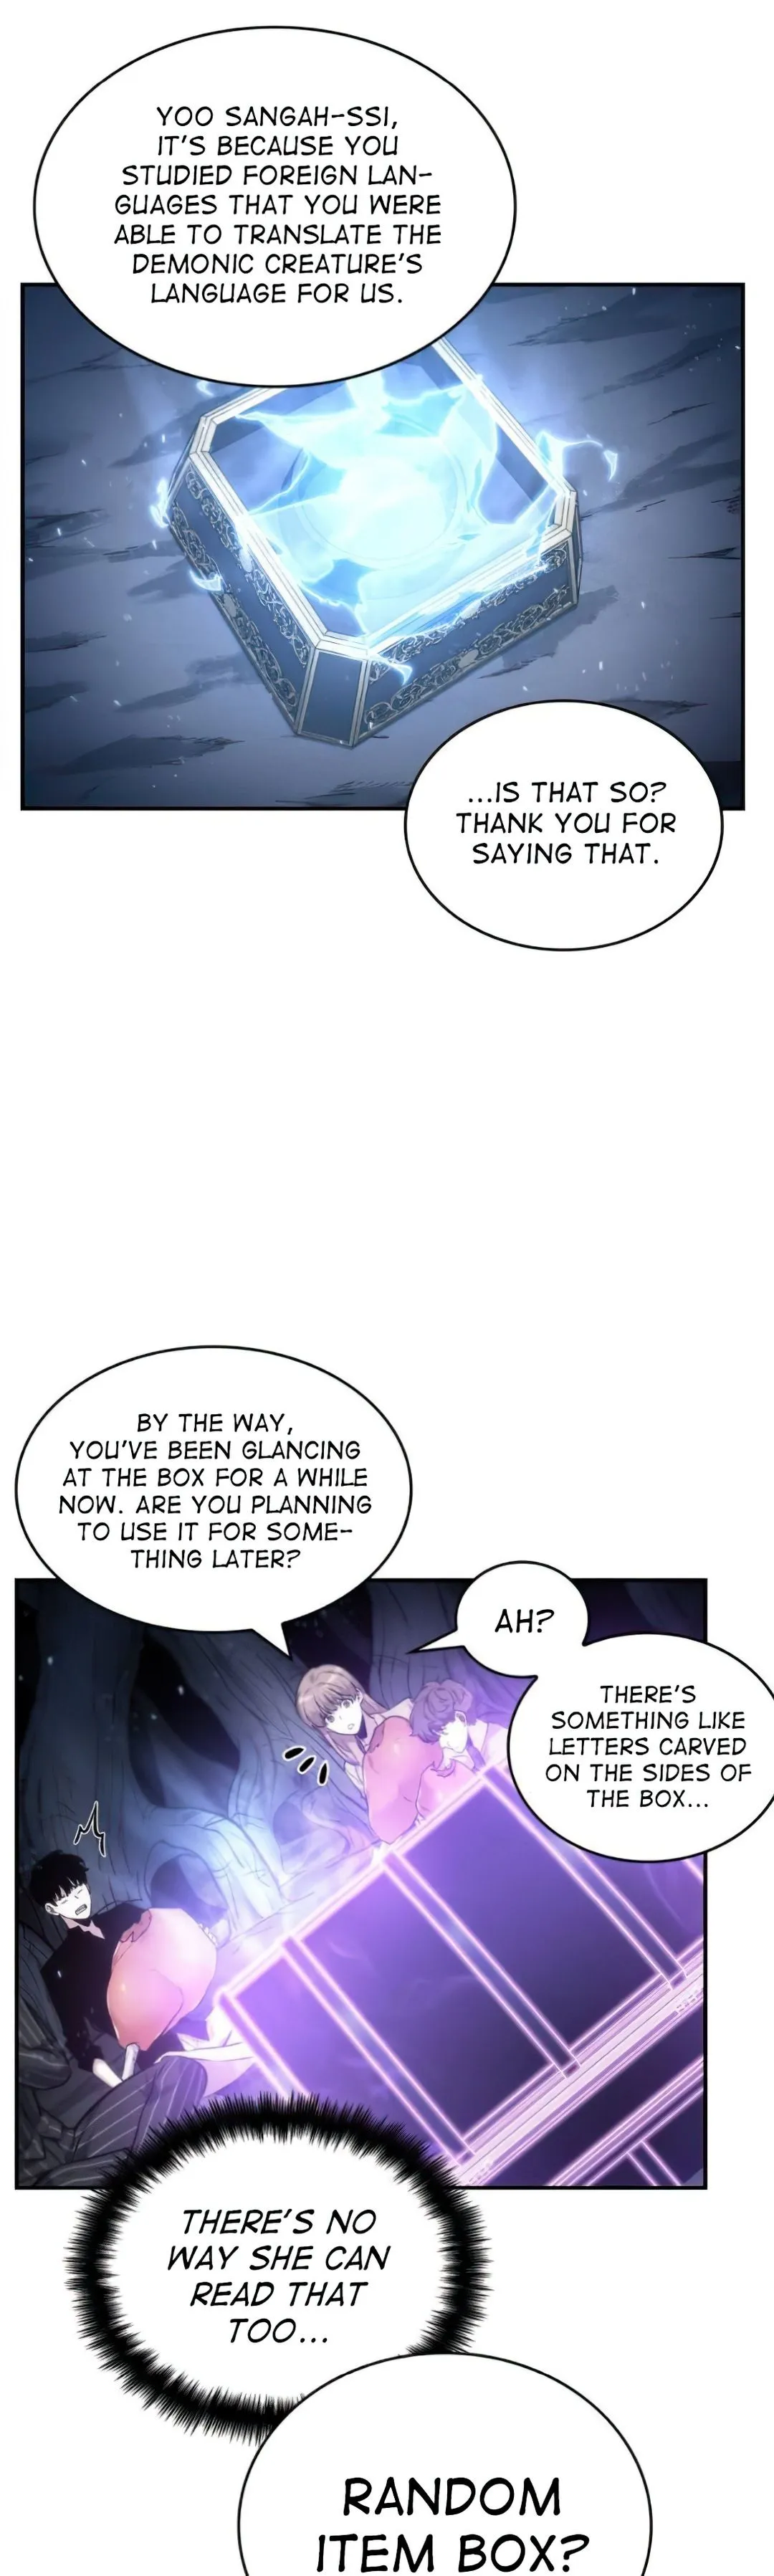 YOO SANGAH-SSI,
IT'S BECAUSE YOU
STUDIED FOREIGN LAN-
GUAGES THAT YOU WERE
ABLE TO TRANSLATE THE
DEMONIC CREATURE'S
LANGUAGE FOR US.
...IS THAT SO?
THANK YOU FOR
SAYING THAT.
BY THE WAY,
YOU'VE BEEN GLANCING
AT THE BOX FOR A WHILE
NOW. ARE YOU PLANNING
TO USE IT FOR SOME-
THING LATER?
AH?
THERE'S
SOMETHING LIKE
LETTERS CARVED
ON THE SIDES OF
THE BOX...
THERE'S NO
WAY SHE CAN
READ THAT
TOO...
RANDOM
ITEM BOX?